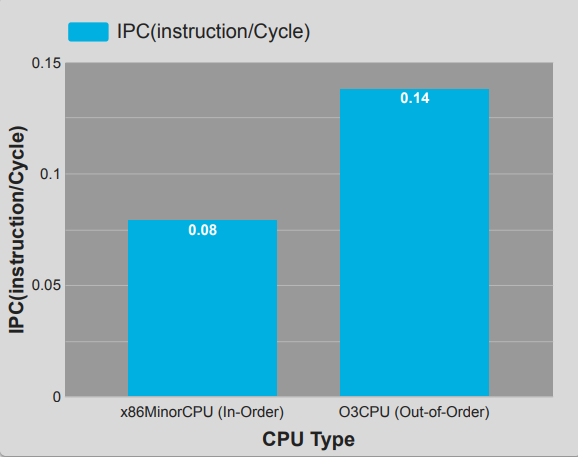 IPC(instruction/Cycle)
IPC(instruction/Cycle)
0.15
0.1
0.05
0
0.14
0.08
x86MinorCPU (In-Order)
O3CPU (Out-of-Order)
CPU Type